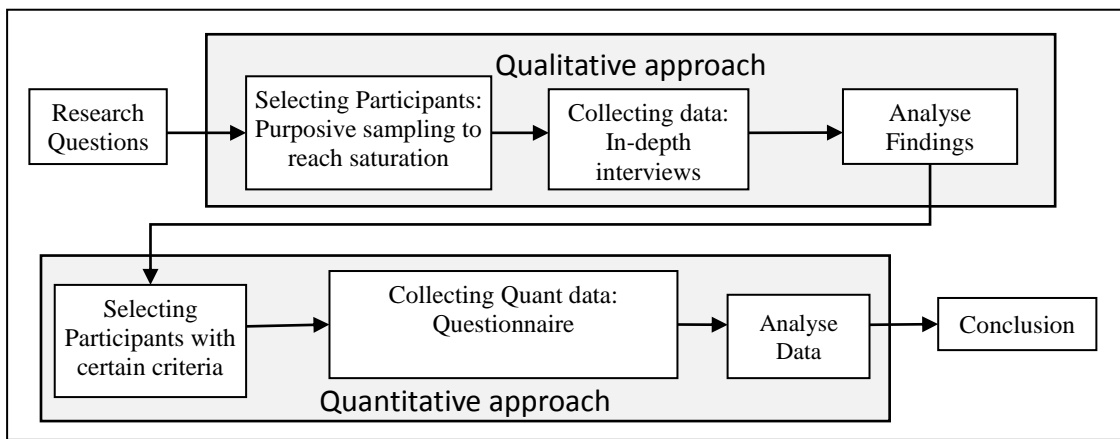 Qualitative approach
Research
Questions
Selecting Participants:
Purposive sampling to
reach saturation
Collecting data:
In-depth
interviews
Analyse
Findings
Selecting
Participants with
certain criteria
Collecting Quant data:
Questionnaire
Analyse
Data
Conclusion
Quantitative approach